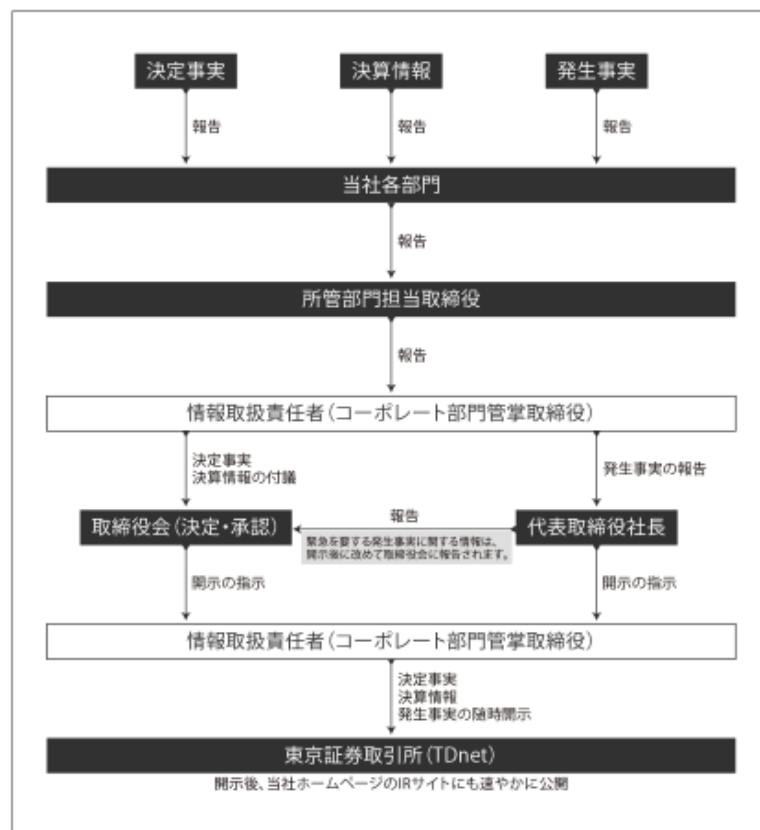 決定事実
決算情報
発生事実
報告
報告
報告
当社各部門
報告
所管部門担当取締役
報告
情報取扱責任者（コーポレート部門管掌取締役）
決定事実
決算情報の付議
発生事実の報告
取締役会（決定・承認）
報告
緊急を要する発生事実に関する情報は、
開示後に改めて取締役会に報告されます。
代表取締役社長
開示の指示
開示の指示
情報取扱責任者（コーポレート部門管掌取締役）
決定事実
決算情報
発生事実の随時開示
東京証券取引所（TDnet）
開示後、当社ホームページのIRサイトにも速やかに公開